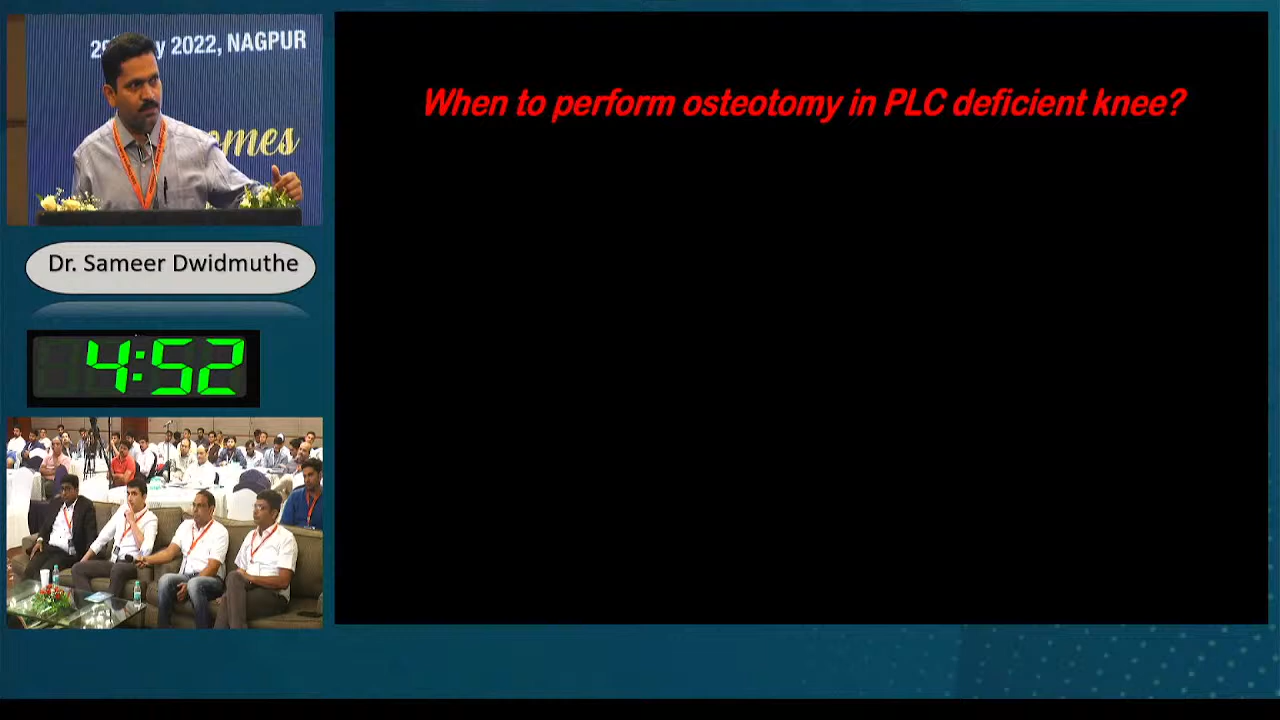 2022, NAGPUR
When to perform osteotomy in PLC deficient knee?
Dr. Sameer Dwidmuthe
4:52